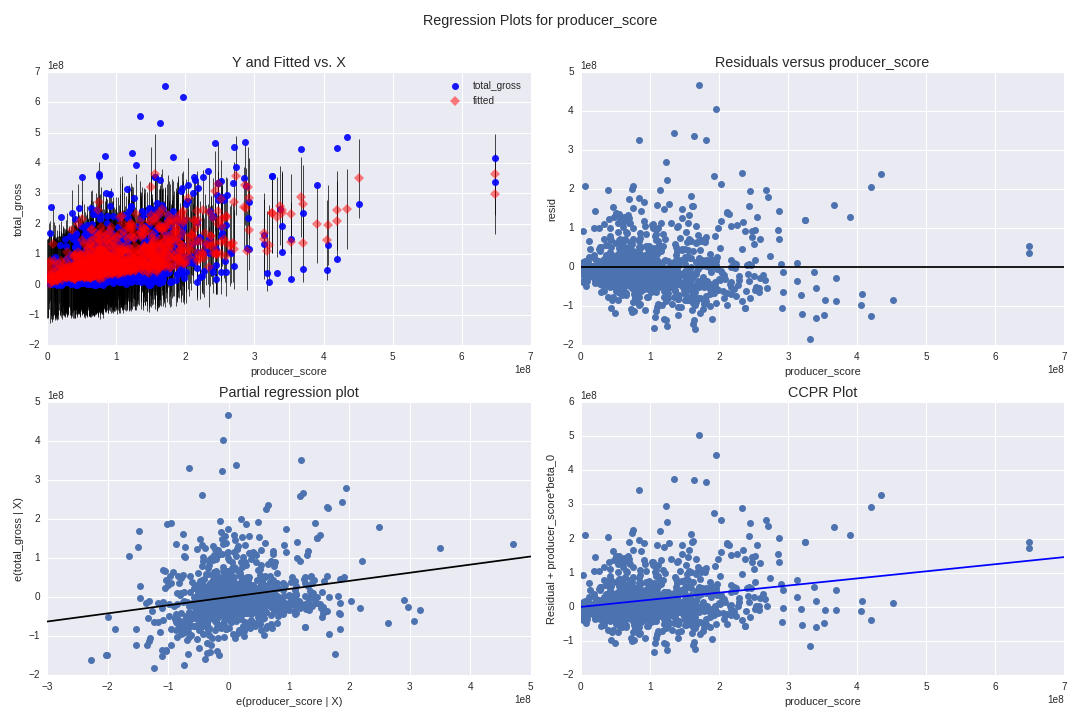 Regression Plots for producer_score
Y and Fitted vs. X
1e8
7
6
5
4
3
2
1
0
−1
−2
total_gross
total_gross
fitted
0
1
2
3
4
5
6
7
1e8
producer_score
Residuals versus producer_score
1e8
5
4
3
2
1
0
−1
−2
resid
0
1
2
3
4
5
6
7
1e8
producer_score
Partial regression plot
1e8
5
4
3
2
1
0
−1
−2
e(total_gross | X)
−3
−2
−1
0
1
2
3
4
5
1e8
e(producer_score | X)
CCPR Plot
1e8
6
5
4
3
2
1
0
−1
−2
Residual + producer_score*beta_0
0
1
2
3
4
5
6
7
1e8
producer_score